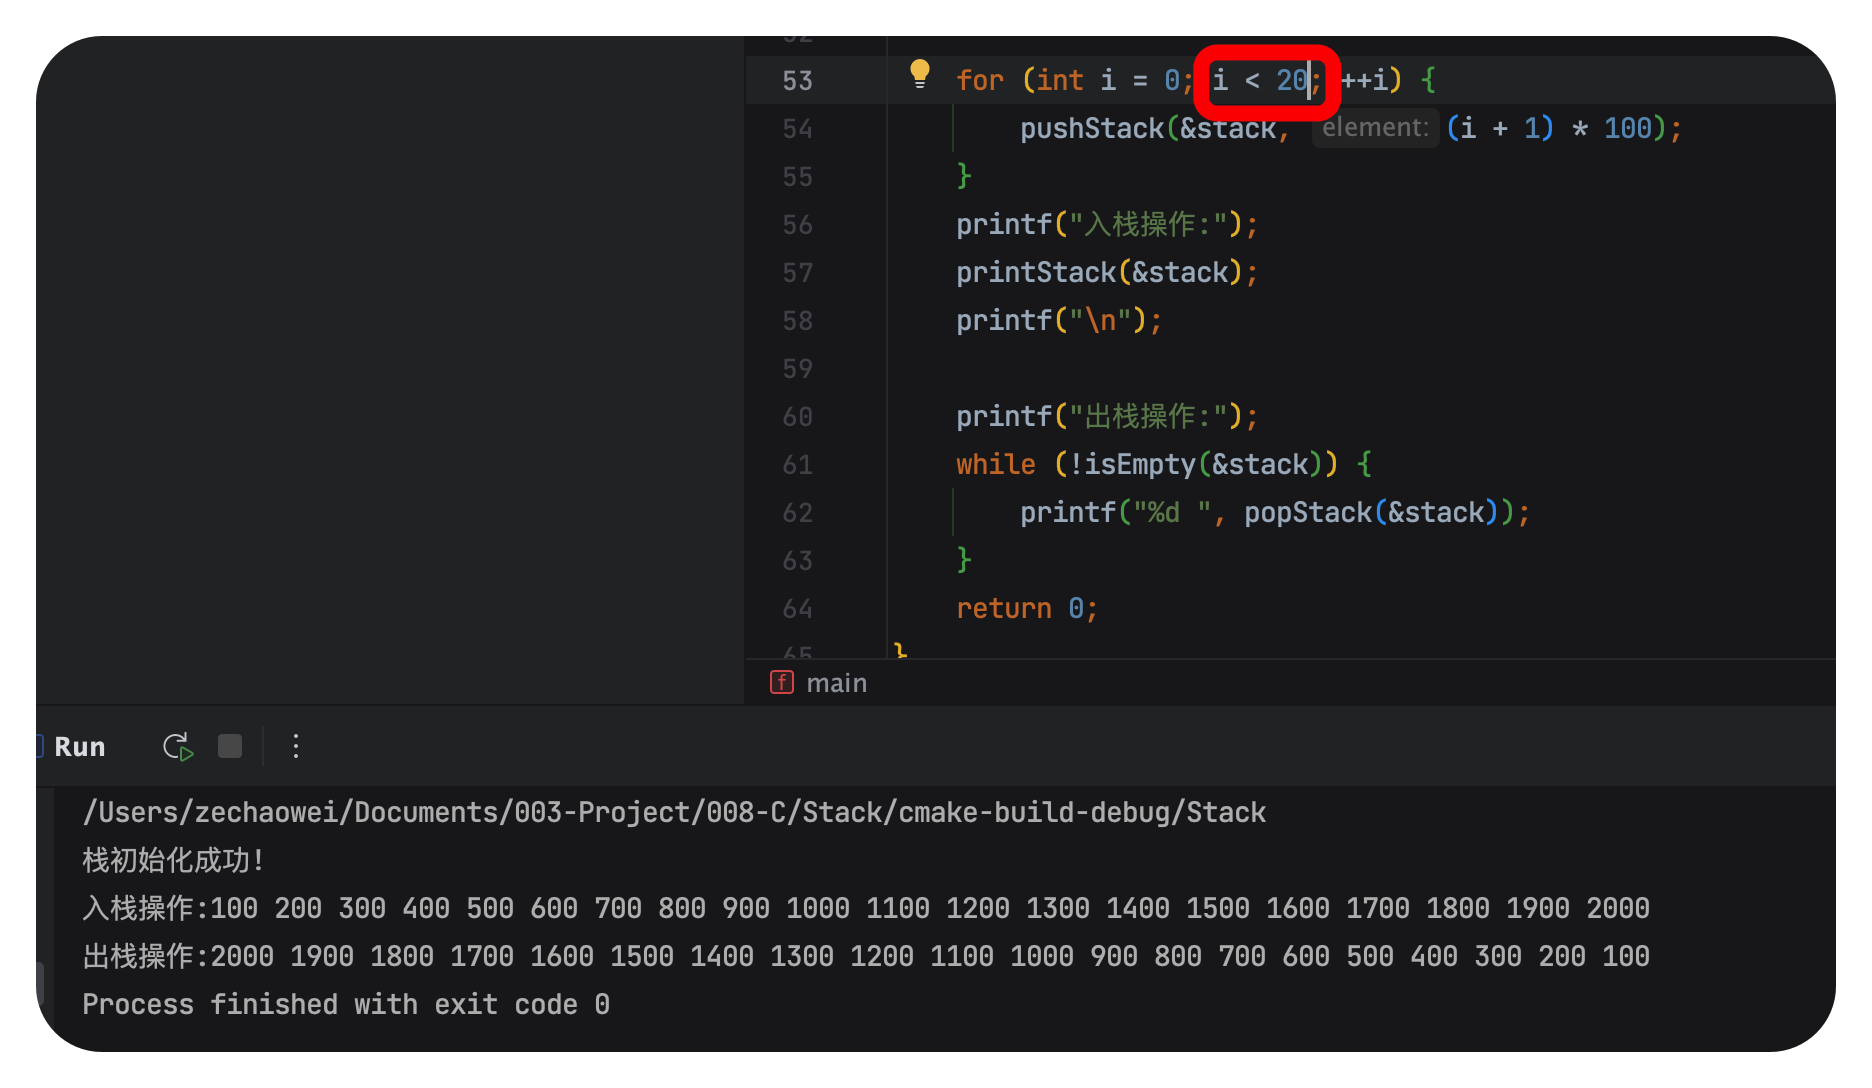 52
53 for (int i = 0; i < 20; ++i) {
54 pushStack(&stack, element: (i + 1) * 100);
55 }
56 printf("入栈操作:");
57 printStack(&stack);
58 printf("\n");
59
60 printf("出栈操作:");
61 while (!isEmpty(&stack)) {
62 printf("%d ", popStack(&stack));
63 }
64 return 0;
65 }
f main
Run
/Users/zechaowei/Documents/003-Project/008-C/Stack/cmake-build-debug/Stack
栈初始化成功!
入栈操作:100 200 300 400 500 600 700 800 900 1000 1100 1200 1300 1400 1500 1600 1700 1800 1900 2000
出栈操作:2000 1900 1800 1700 1600 1500 1400 1300 1200 1100 1000 900 800 700 600 500 400 300 200 100
Process finished with exit code 0